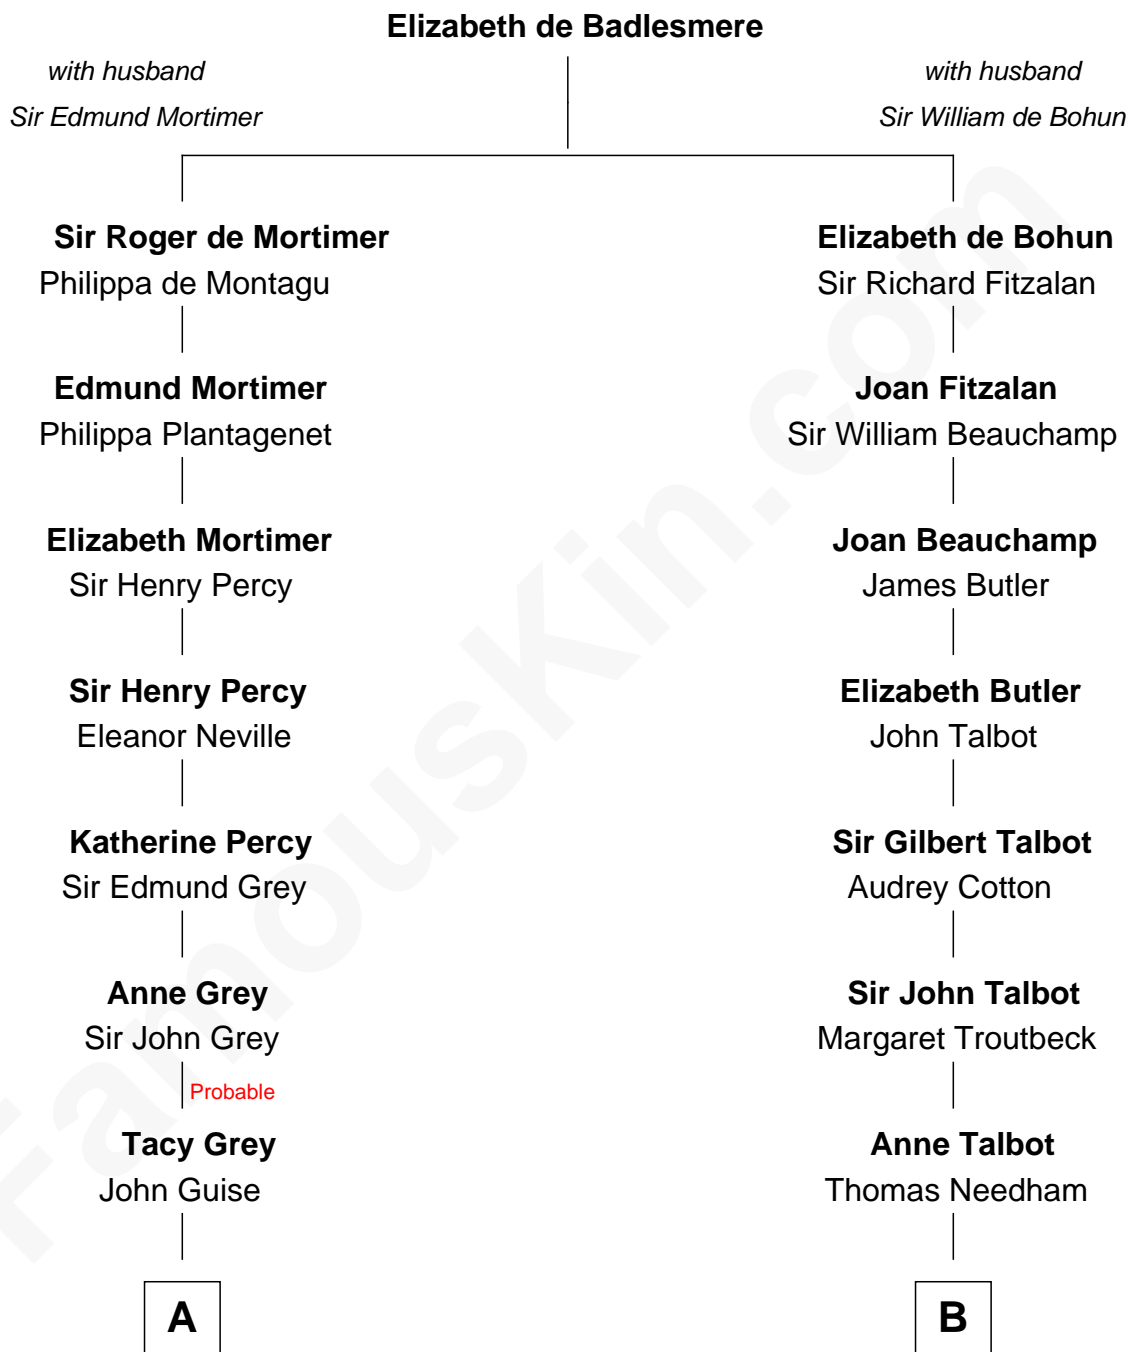 Elizabeth de Badlesmere
with husband
Sir Edmund Mortimer
with husband
Sir William de Bohun
Sir Roger de Mortimer
Philippa de Montagu
Elizabeth de Bohun
Sir Richard Fitzalan
Edmund Mortimer
Philippa Plantagenet
Joan Fitzalan
Sir William Beauchamp
Elizabeth Mortimer
Sir Henry Percy
Joan Beauchamp
James Butler
Sir Henry Percy
Eleanor Neville
Elizabeth Butler
John Talbot
Katherine Percy
Sir Edmund Grey
Sir Gilbert Talbot
Audrey Cotton
Anne Grey
Sir John Grey
Probable
Sir John Talbot
Margaret Troutbeck
Tacy Grey
John Guise
Anne Talbot
Thomas Needham
A
B
FamousKin.com